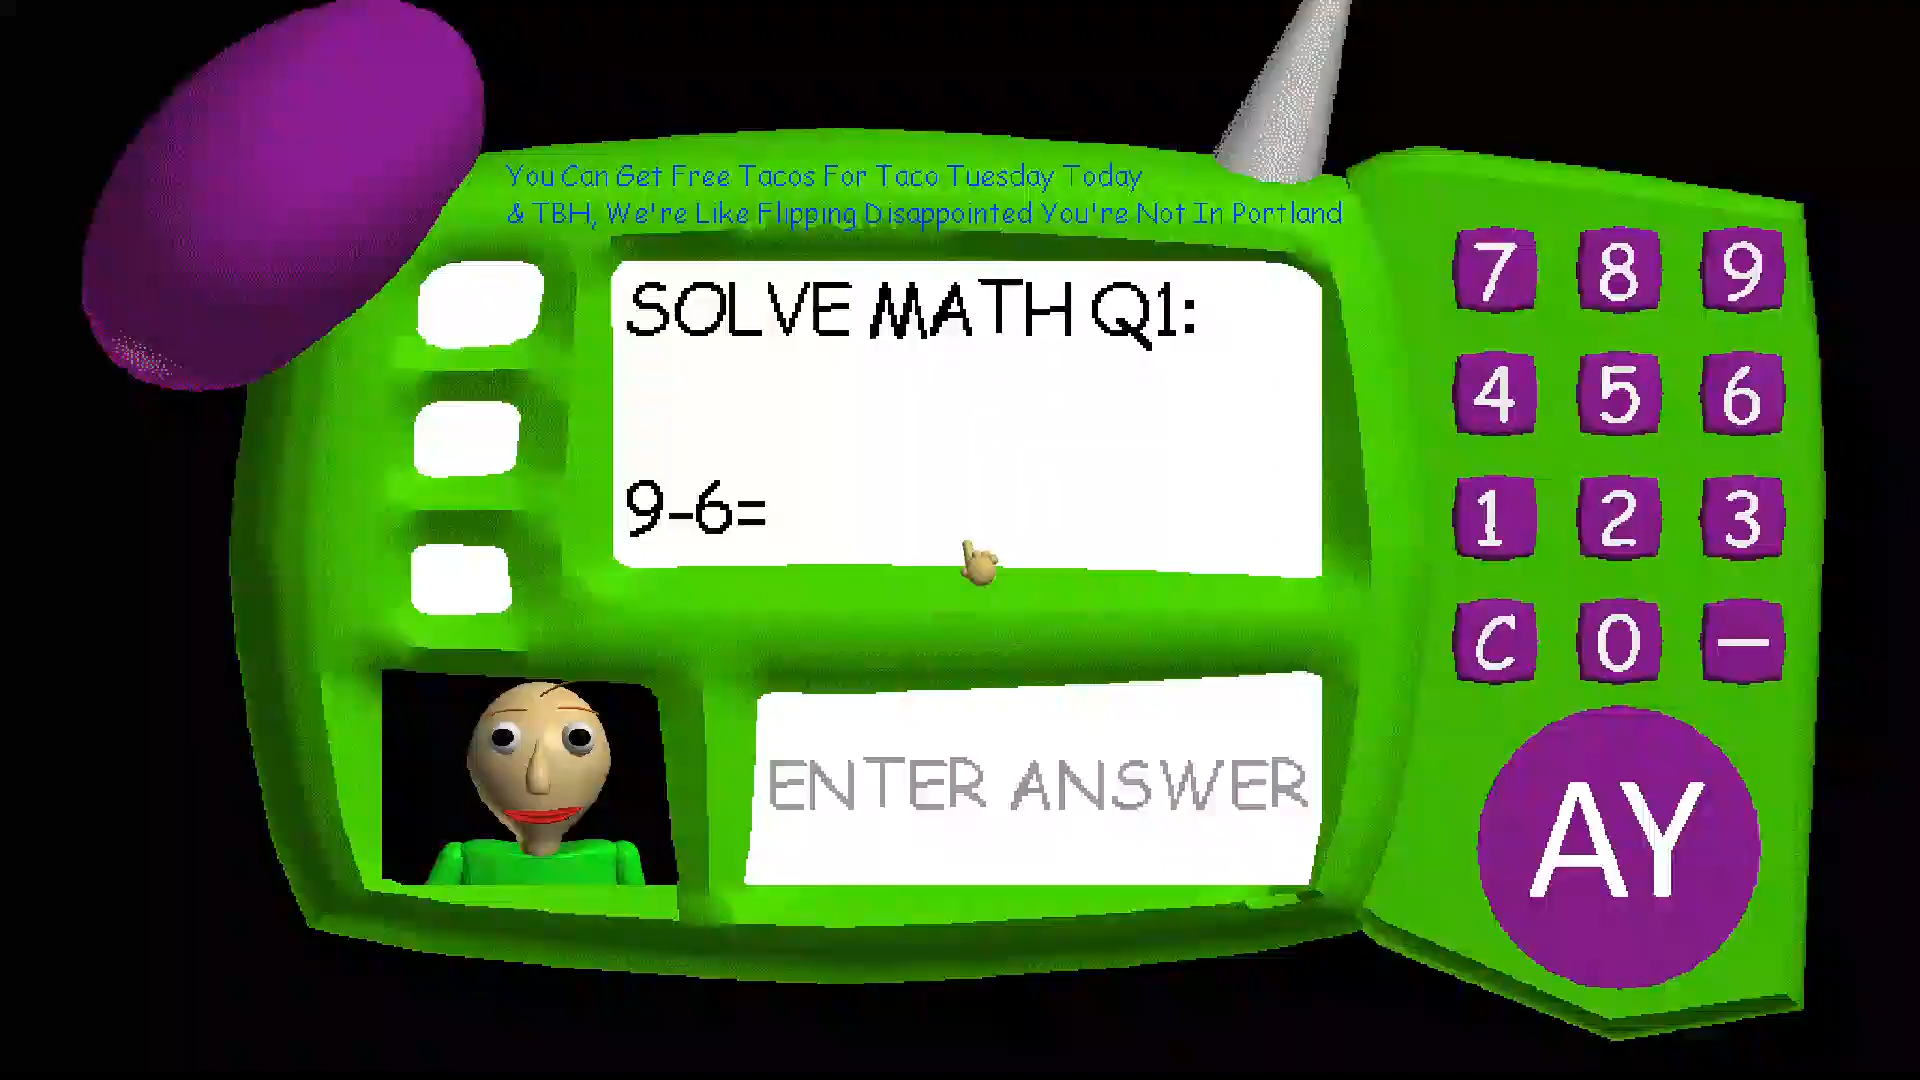 You Can Get Free Tacos For Taco Tuesday Today
& TBH, We're Like Flipping Disappointed You're Not In Portland
SOLVE MATH Q1:
9-6=
ENTER ANSWER
7 8 9
4 5 6
1 2 3
C 0 −
AY